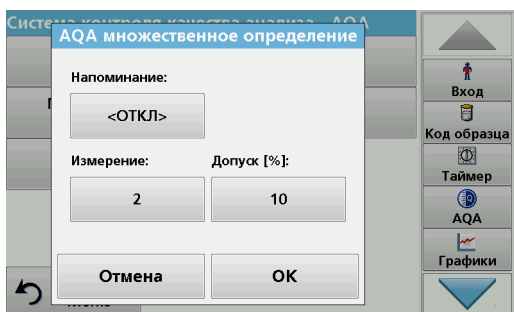 Система контроля качества анализа - AQA
AQA множественное определение
Напоминание:
<ОТКЛ>
Измерение: Допуск [%]:
2 10
Отмена OK
Вход
Код образца
Таймер
AQA
Графики